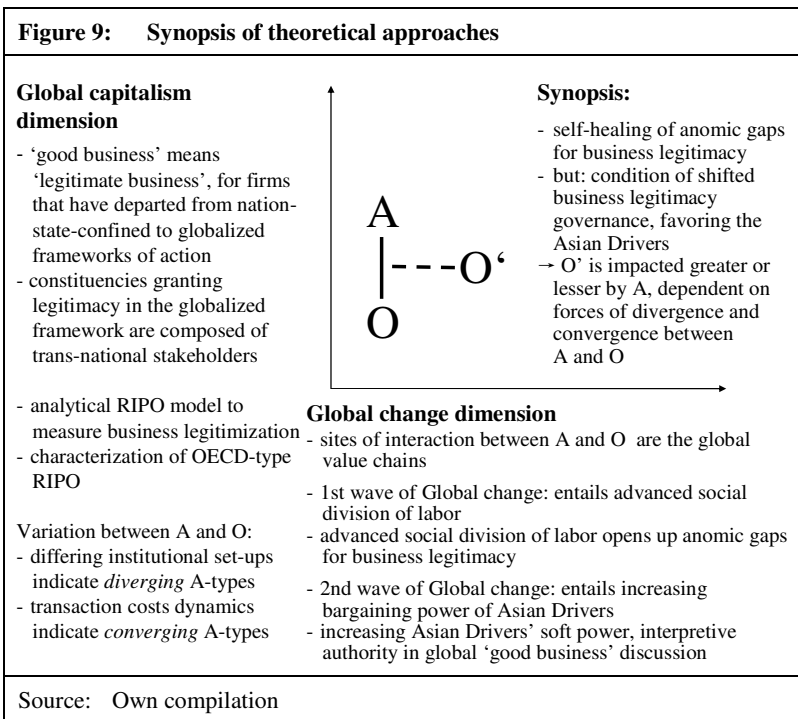 Figure 9: Synopsis of theoretical approaches
Global capitalism
dimension
- ‘good business’ means
‘legitimate business’, for firms
that have departed from nation-
state-confined to globalized
frameworks of action
- constituencies granting
legitimacy in the globalized
framework are composed of
trans-national stakeholders
- analytical RIPO model to
measure business legitimization
- characterization of OECD-type
RIPO
Variation between A and O:
- differing institutional set-ups
indicate diverging A-types
- transaction costs dynamics
indicate converging A-types
A
O‘
O
Synopsis:
- self-healing of anomic gaps
for business legitimacy
- but: condition of shifted
business legitimacy
governance, favoring the
Asian Drivers
→ O’ is impacted greater or
lesser by A, dependent on
forces of divergence and
convergence between
A and O
Global change dimension
- sites of interaction between A and O are the global
value chains
- 1st wave of Global change: entails advanced social
division of labor
- advanced social division of labor opens up anomic gaps
for business legitimacy
- 2nd wave of Global change: entails increasing
bargaining power of Asian Drivers
- increasing Asian Drivers’ soft power, interpretive
authority in global ‘good business’ discussion
Source: Own compilation